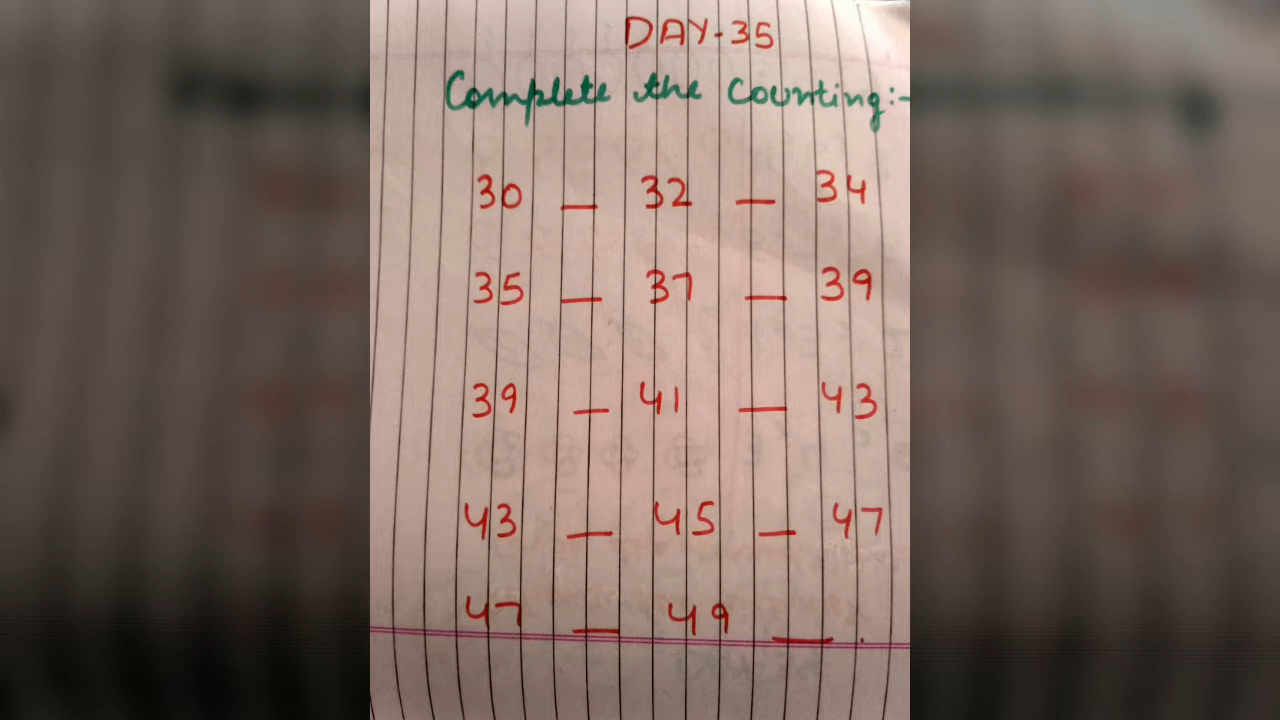 DAY-35
Complete the Counting:-
30 _ 32 _ 34
35 _ 37 _ 39
39 _ 41 _ 43
43 _ 45 _ 47
47 _ 49 _.